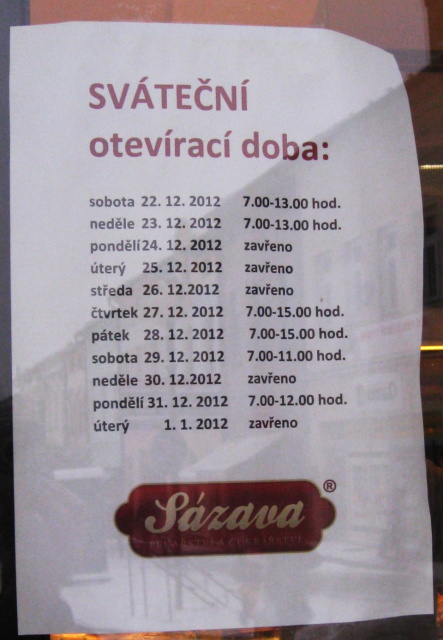 SVÁTEČNÍ
otevírací doba:
sobota 22. 12. 2012 7.00-13.00 hod.
neděle 23. 12. 2012 7.00-13.00 hod.
pondělí 24. 12. 2012 zavřeno
úterý 25. 12. 2012 zavřeno
středa 26. 12.2012 zavřeno
čtvrtek 27. 12. 2012 7.00-15.00 hod.
pátek 28. 12. 2012 7.00-15.00 hod.
sobota 29. 12. 2012 7.00-11.00 hod.
neděle 30. 12.2012 zavřeno
pondělí 31. 12. 2012 7.00-12.00 hod.
úterý 1. 1. 2012 zavřeno
Sázava ®
PEKAŘSTVÍ A CUKRÁŘSTVÍ